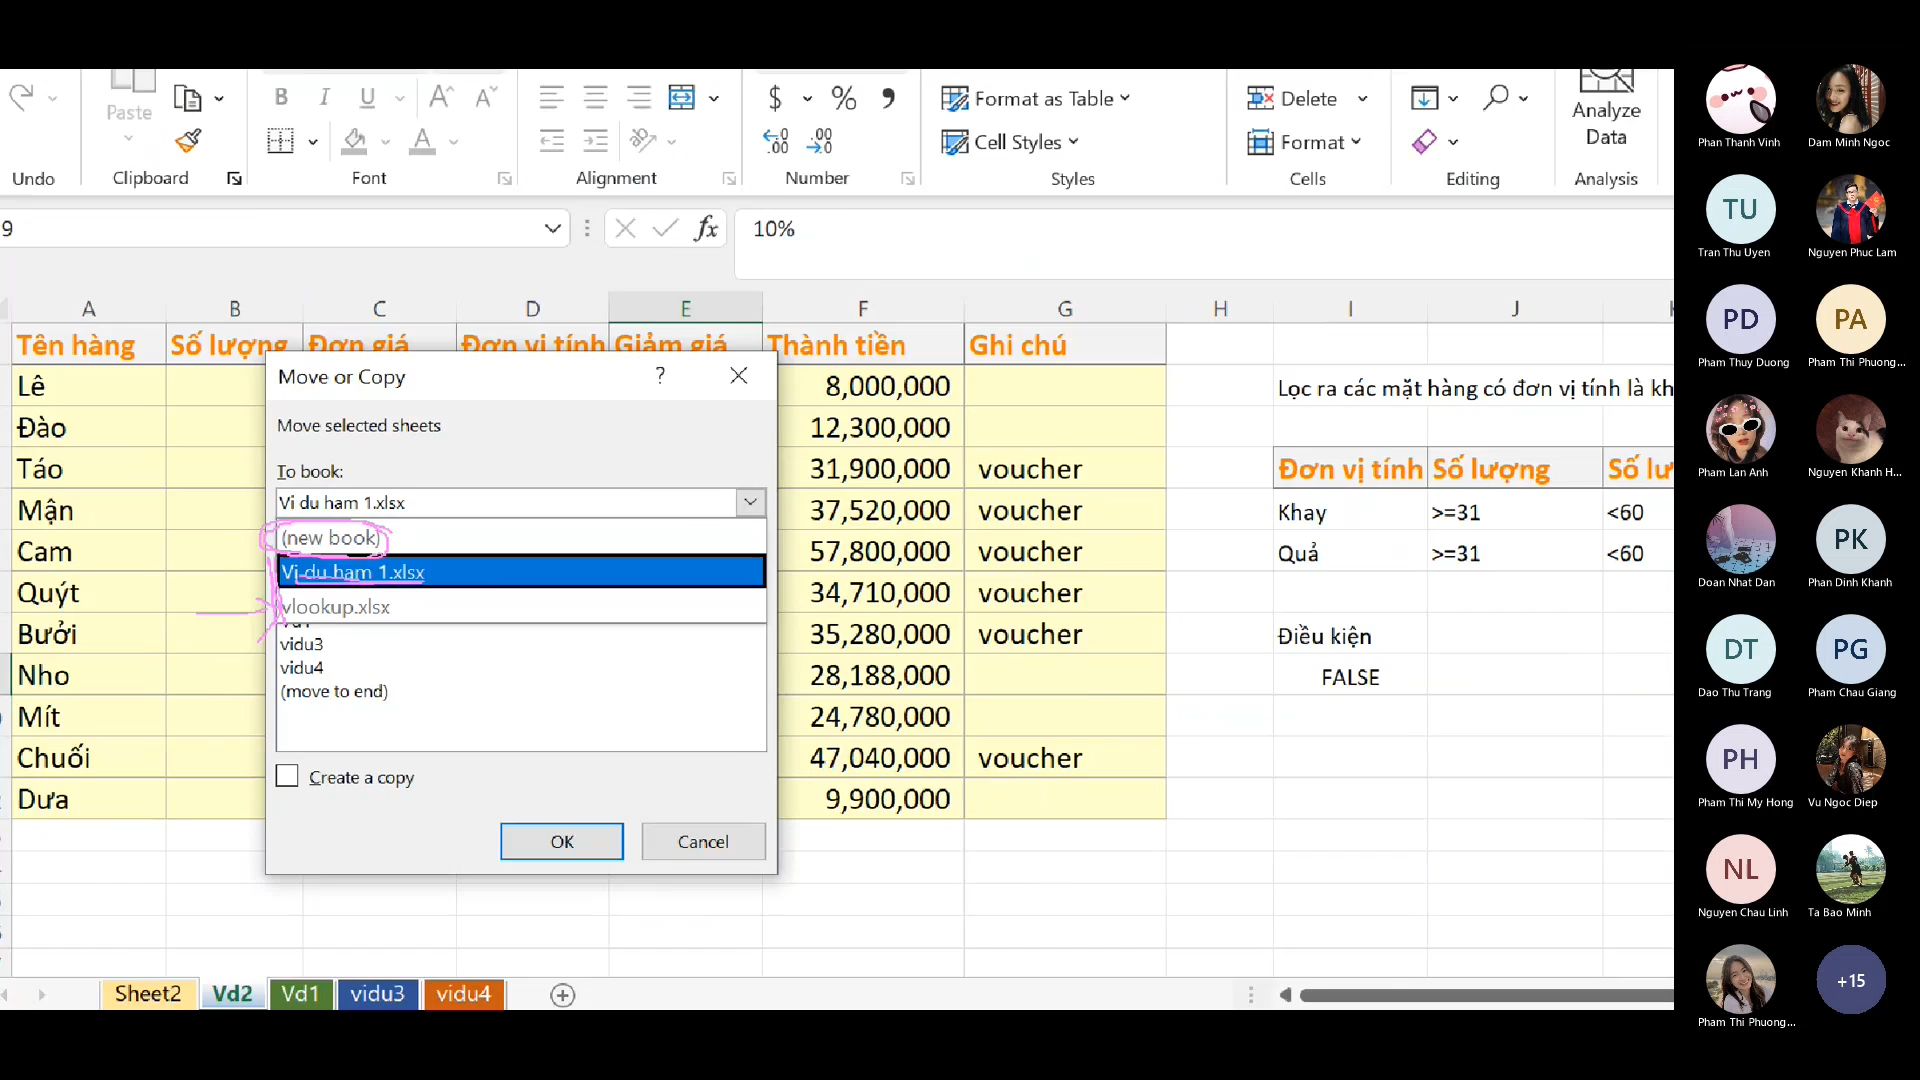 Paste
B I U A A
$ % 9
Format as Table
Cell Styles
Delete
Format
Analyze
Data
Undo
Clipboard
Font
Alignment
Number
Styles
Cells
Editing
Analysis
9
fx
10%
A B C D E F G H I J
Tên hàng Số lượng Đơn giá Đơn vị tính Giảm giá Thành tiền Ghi chú
Lê 8,000,000 Lọc ra các mặt hàng có đơn vị tính là kh
Đào 12,300,000
Táo 31,900,000 voucher Đơn vị tính Số lượng Số lư
Mận 37,520,000 voucher Khay >=31 <60
Cam 57,800,000 voucher Quả >=31 <60
Quýt 34,710,000 voucher
Bưởi 35,280,000 voucher Điều kiện
Nho 28,188,000 FALSE
Mít 24,780,000
Chuối 47,040,000 voucher
Dưa 9,900,000
Move or Copy ?
Move selected sheets
To book:
Vi du ham 1.xlsx
(new book)
Vi du ham 1.xlsx
vlookup.xlsx
vidu3
vidu4
(move to end)
Create a copy
OK Cancel
Sheet2 Vd2 Vd1 vidu3 vidu4
Phan Thanh Vinh
Dam Minh Ngoc
TU
Tran Thu Uyen
Nguyen Phuc Lam
PD
Pham Thuy Duong
PA
Pham Thi Phuong...
Pham Lan Anh
Nguyen Khanh H...
Doan Nhat Dan
PK
Phan Dinh Khanh
DT
Dao Thu Trang
PG
Pham Chau Giang
PH
Pham Thi My Hong
Vu Ngoc Diep
NL
Nguyen Chau Linh
Ta Bao Minh
Pham Thi Phuong...
+15